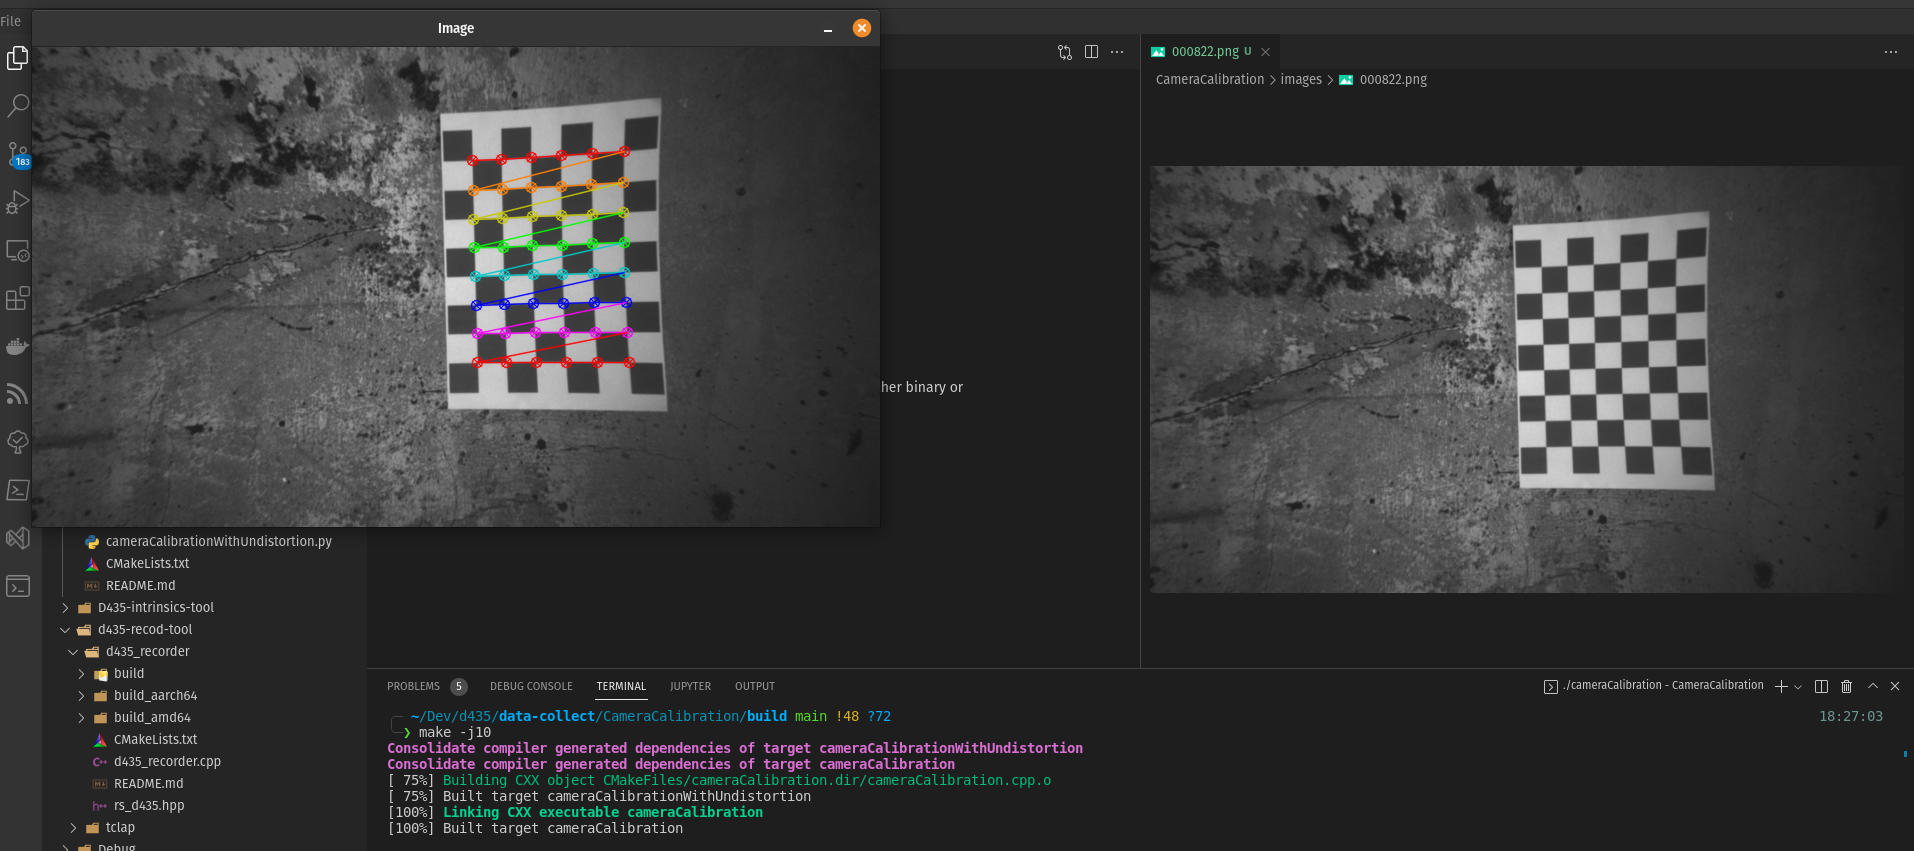 File
Image
000822.png U
CameraCalibration > images > 000822.png
183
her binary or
cameraCalibrationWithUndistortion.py
CMakeLists.txt
README.md
D435-intrinsics-tool
d435-recod-tool
d435_recorder
build
build_aarch64
build_amd64
CMakeLists.txt
d435_recorder.cpp
README.md
rs_d435.hpp
tclap
Debug
PROBLEMS 5 DEBUG CONSOLE TERMINAL JUPYTER OUTPUT
./cameraCalibration - CameraCalibration
~/Dev/d435/data-collect/CameraCalibration/build main !48 ?72 18:27:03
❯ make -j10
Consolidate compiler generated dependencies of target cameraCalibrationWithUndistortion
Consolidate compiler generated dependencies of target cameraCalibration
[ 75%] Building CXX object CMakeFiles/cameraCalibration.dir/cameraCalibration.cpp.o
[ 75%] Built target cameraCalibrationWithUndistortion
[100%] Linking CXX executable cameraCalibration
[100%] Built target cameraCalibration